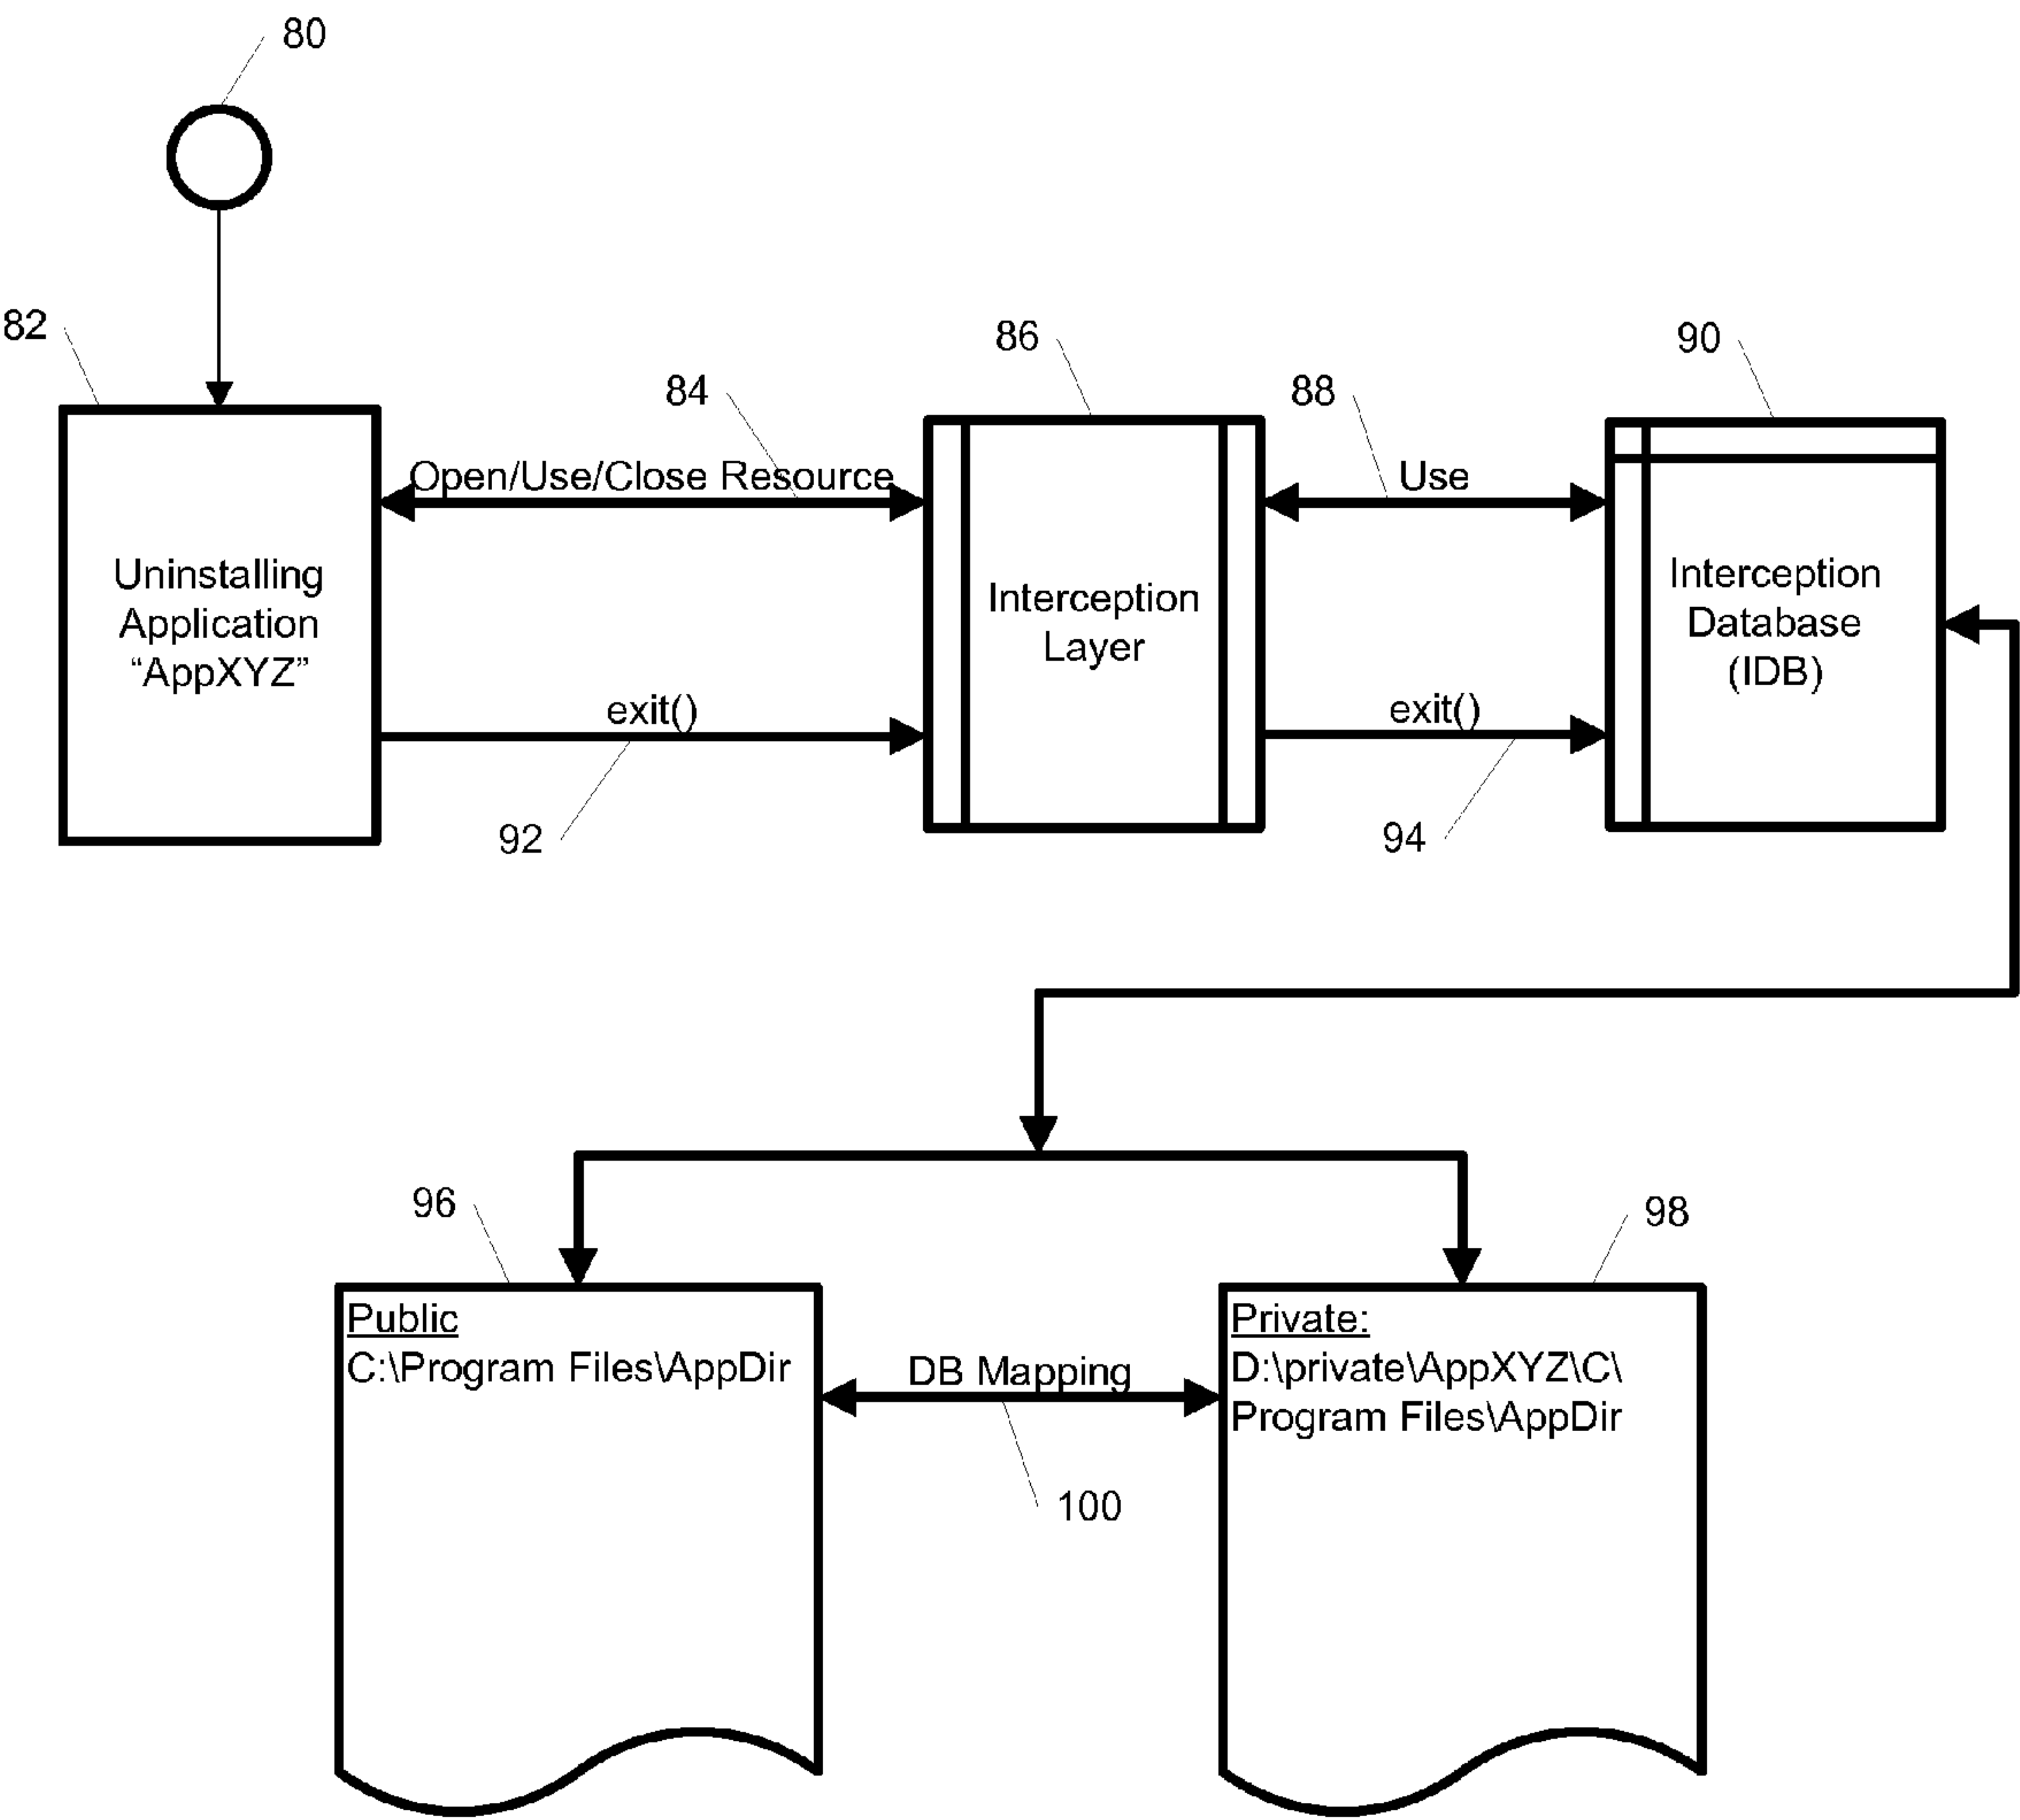 80
82
86
90
84
88
Open/Use/Close Resource
Use
Uninstalling
Application
“AppXYZ”
Interception
Layer
Interception
Database
(IDB)
exit()
exit()
92
94
96
98
Public
C:\Program Files\AppDir
DB Mapping
Private:
D:\private\AppXYZ\C\
Program Files\AppDir
100